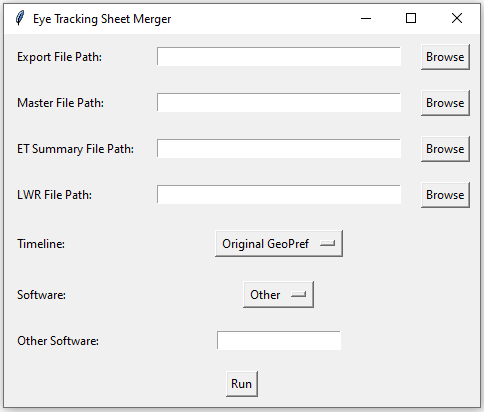 Eye Tracking Sheet Merger
Export File Path: Browse
Master File Path: Browse
ET Summary File Path: Browse
LWR File Path: Browse
Timeline: Original GeoPref
Software: Other
Other Software:
Run